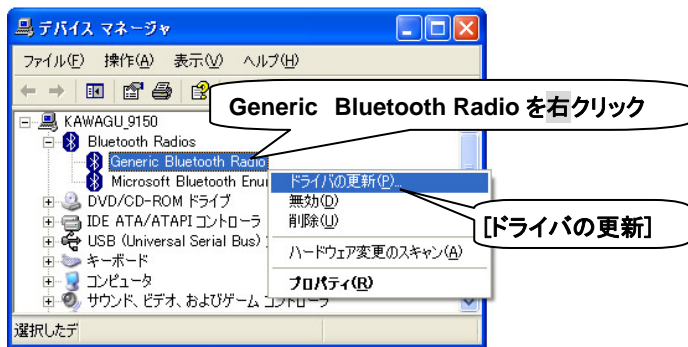 デバイス マネージャ
ファイル(F) 操作(A) 表示(V) ヘルプ(H)
Generic Bluetooth Radio を右クリック
KAWAGU_9150
Bluetooth Radios
Generic Bluetooth Radio
Microsoft Bluetooth Enu
DVD/CD-ROM ドライブ
IDE ATA/ATAPI コントローラ
USB (Universal Serial Bus)
キーボード
コンピュータ
サウンド、ビデオ、およびゲーム コントローラ
ドライバの更新(P)...
無効(D)
削除(U)
ハードウェア変更のスキャン(A)
プロパティ(R)
[ドライバの更新]
選択したデ